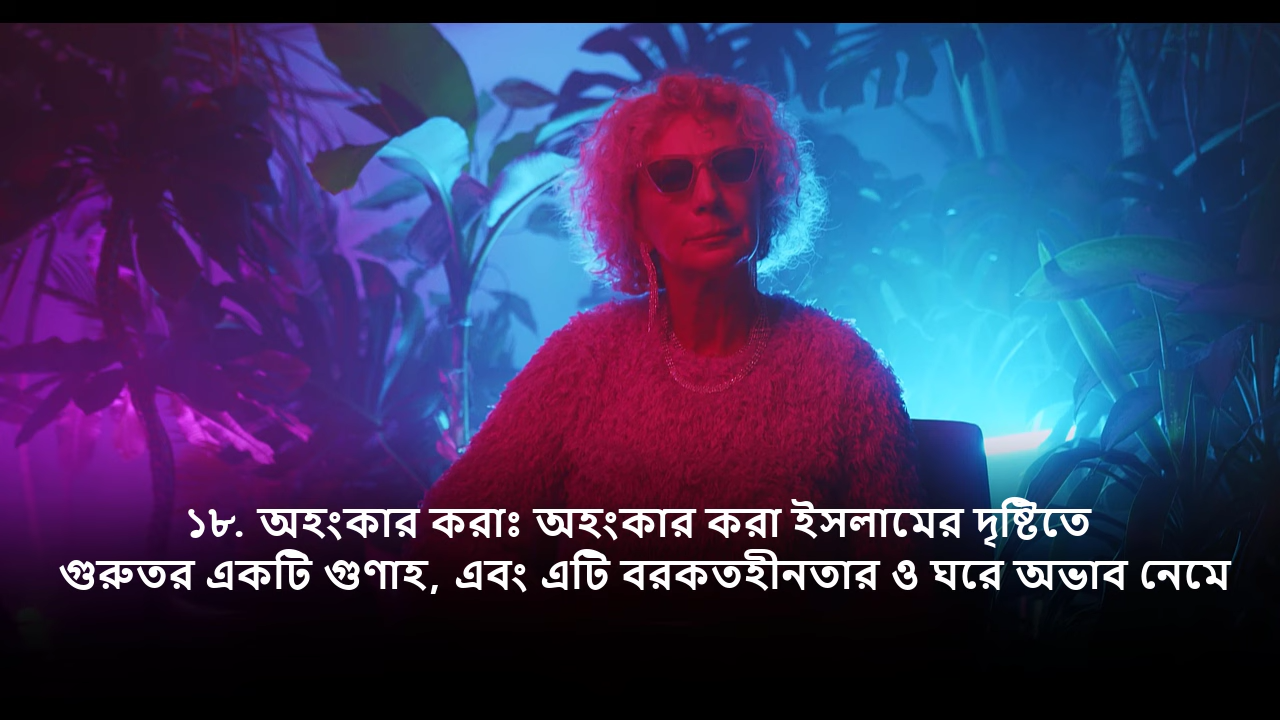 ১৮. অহংকার করাঃ অহংকার করা ইসলামের দৃষ্টিতে
গুরুতর একটি গুণাহ, এবং এটি বরকতহীনতার ও ঘরে অভাব নেমে